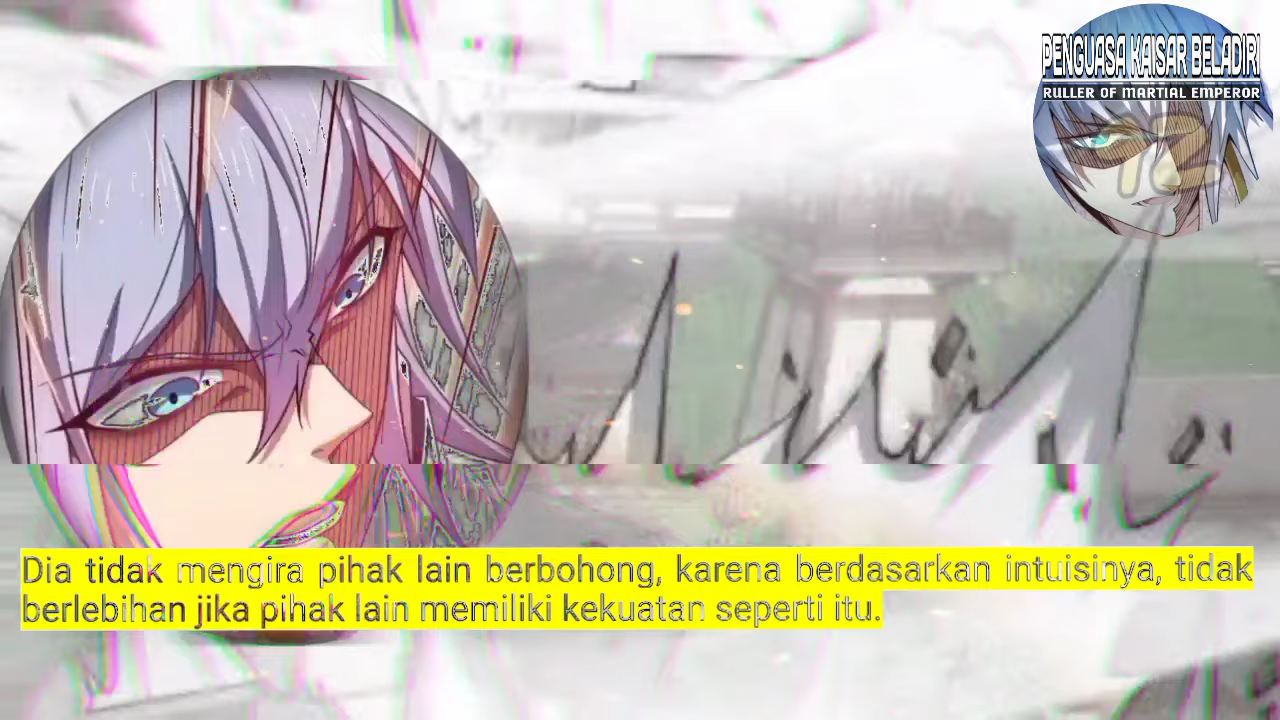 PENGUASA KAISAR BELADIRI
RULLER OF MARTIAL EMPEROR
Dia tidak mengira pihak lain berbohong, karena berdasarkan intuisinya, tidak
berlebihan jika pihak lain memiliki kekuatan seperti itu.